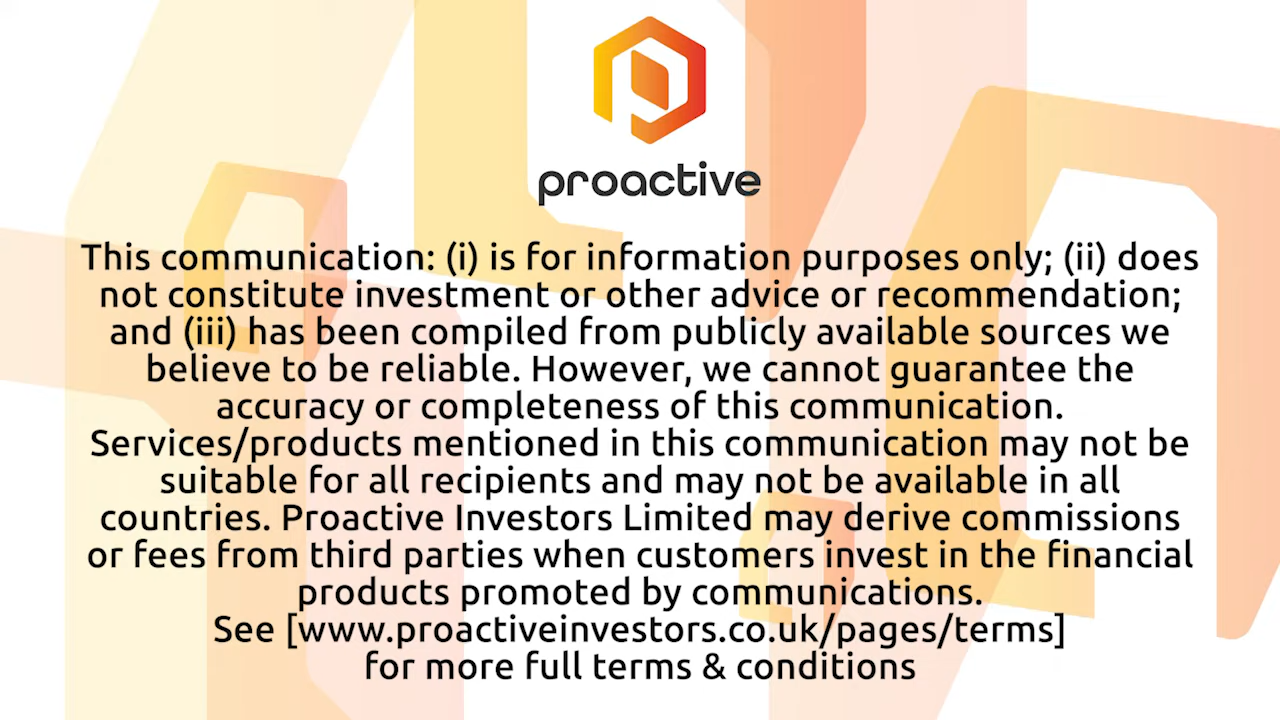 proactive
This communication: (i) is for information purposes only; (ii) does
not constitute investment or other advice or recommendation;
and (iii) has been compiled from publicly available sources we
believe to be reliable. However, we cannot guarantee the
accuracy or completeness of this communication.
Services/products mentioned in this communication may not be
suitable for all recipients and may not be available in all
countries. Proactive Investors Limited may derive commissions
or fees from third parties when customers invest in the financial
products promoted by communications.
See [www.proactiveinvestors.co.uk/pages/terms]
for more full terms & conditions